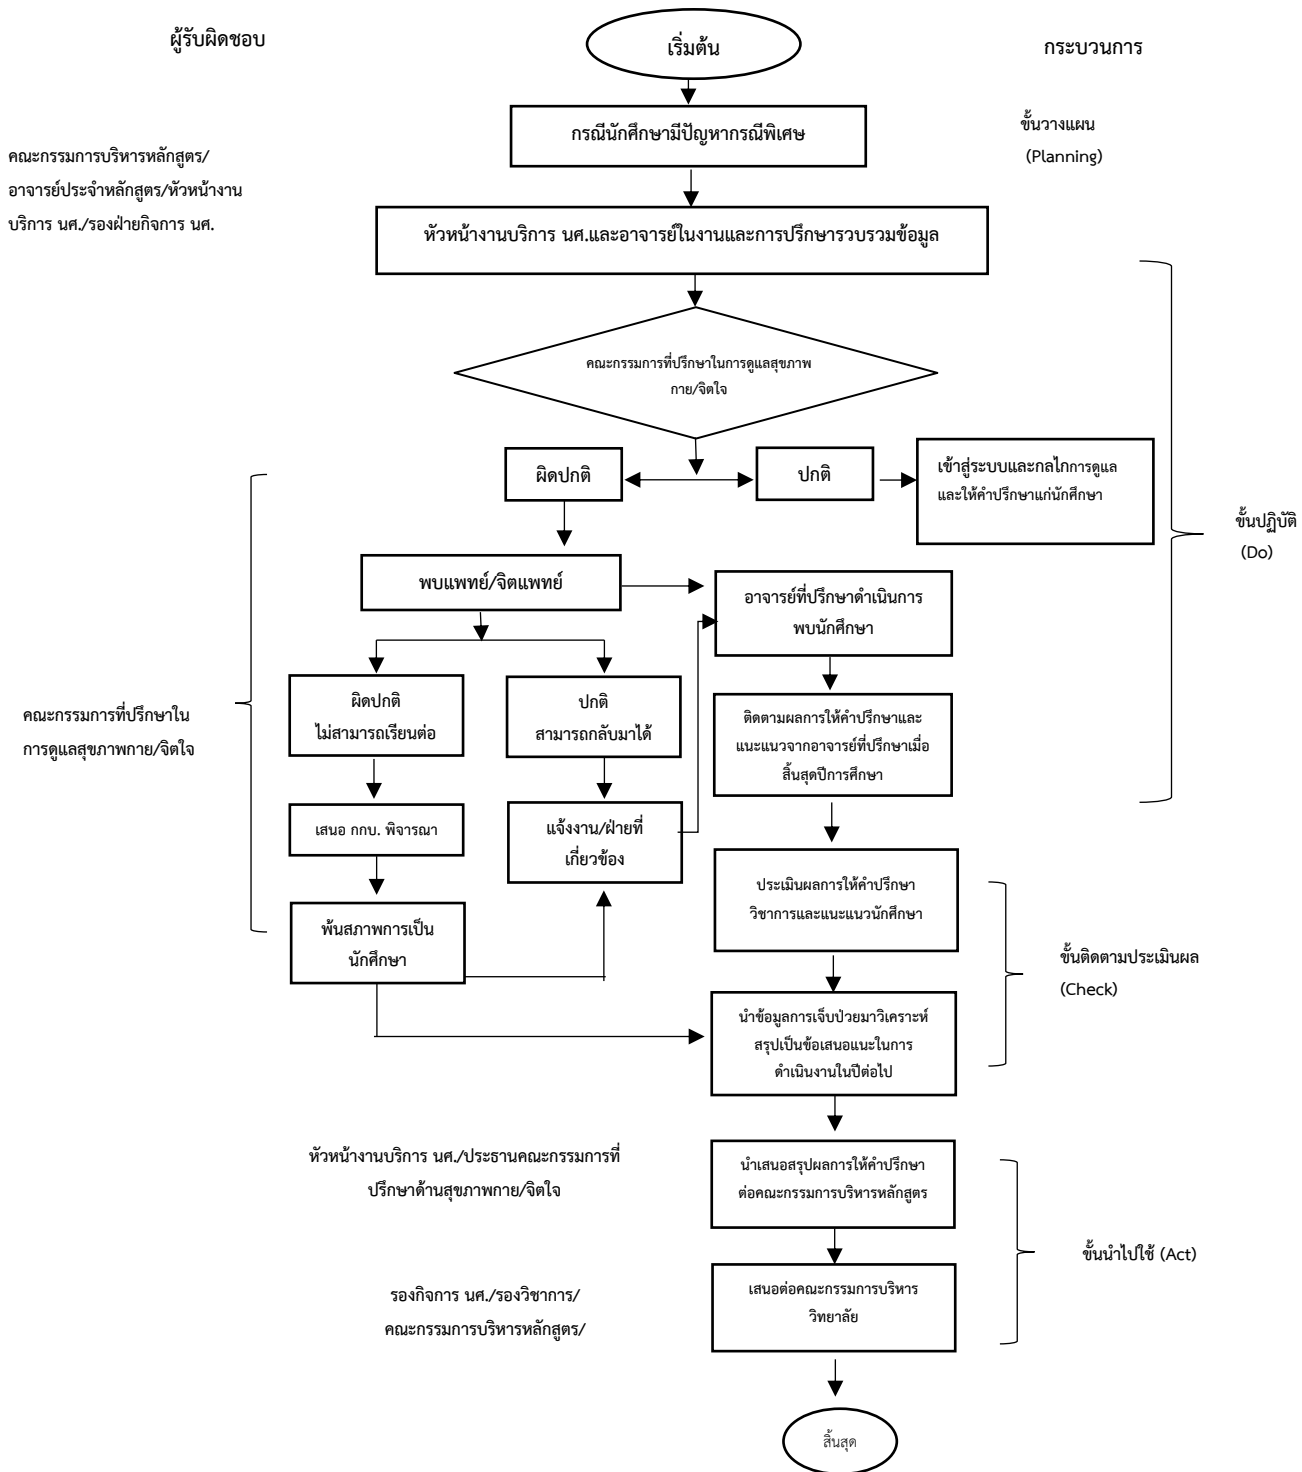 ผู้รับผิดชอบ
เริ่มต้น
กระบวนการ
กรณีนักศึกษามีปัญหากรณีพิเศษ
ขั้นวางแผน
(Planning)
คณะกรรมการบริหารหลักสูตร/
อาจารย์ประจำหลักสูตร/หัวหน้างาน
บริการ นศ./รองฝ่ายกิจการ นศ.
หัวหน้างานบริการ นศ.และอาจารย์ในงานและการปรึกษารวบรวมข้อมูล
คณะกรรมการที่ปรึกษาในการดูแลสุขภาพ
กาย/จิตใจ
ผิดปกติ
ปกติ
เข้าสู่ระบบและกลไกการดูแล
และให้คำปรึกษาแก่นักศึกษา
ขั้นปฏิบัติ
(Do)
พบแพทย์/จิตแพทย์
อาจารย์ที่ปรึกษาดำเนินการ
พบนักศึกษา
ผิดปกติ
ไม่สามารถเรียนต่อ
ปกติ
สามารถกลับมาได้
ติดตามผลการให้คำปรึกษาและ
แนะแนวจากอาจารย์ที่ปรึกษาเมื่อ
สิ้นสุดปีการศึกษา
คณะกรรมการที่ปรึกษาใน
การดูแลสุขภาพกาย/จิตใจ
เสนอ กกบ. พิจารณา
แจ้งงาน/ฝ่ายที่
เกี่ยวข้อง
ประเมินผลการให้คำปรึกษา
วิชาการและแนะแนวนักศึกษา
พ้นสภาพการเป็น
นักศึกษา
ขั้นติดตามประเมินผล
(Check)
นำข้อมูลการเจ็บป่วยมาวิเคราะห์
สรุปเป็นข้อเสนอแนะในการ
ดำเนินงานในปีต่อไป
หัวหน้างานบริการ นศ./ประธานคณะกรรมการที่
ปรึกษาด้านสุขภาพกาย/จิตใจ
นำเสนอสรุปผลการให้คำปรึกษา
ต่อคณะกรรมการบริหารหลักสูตร
ขั้นนำไปใช้ (Act)
รองกิจการ นศ./รองวิชาการ/
คณะกรรมการบริหารหลักสูตร/
เสนอต่อคณะกรรมการบริหาร
วิทยาลัย
สิ้นสุด